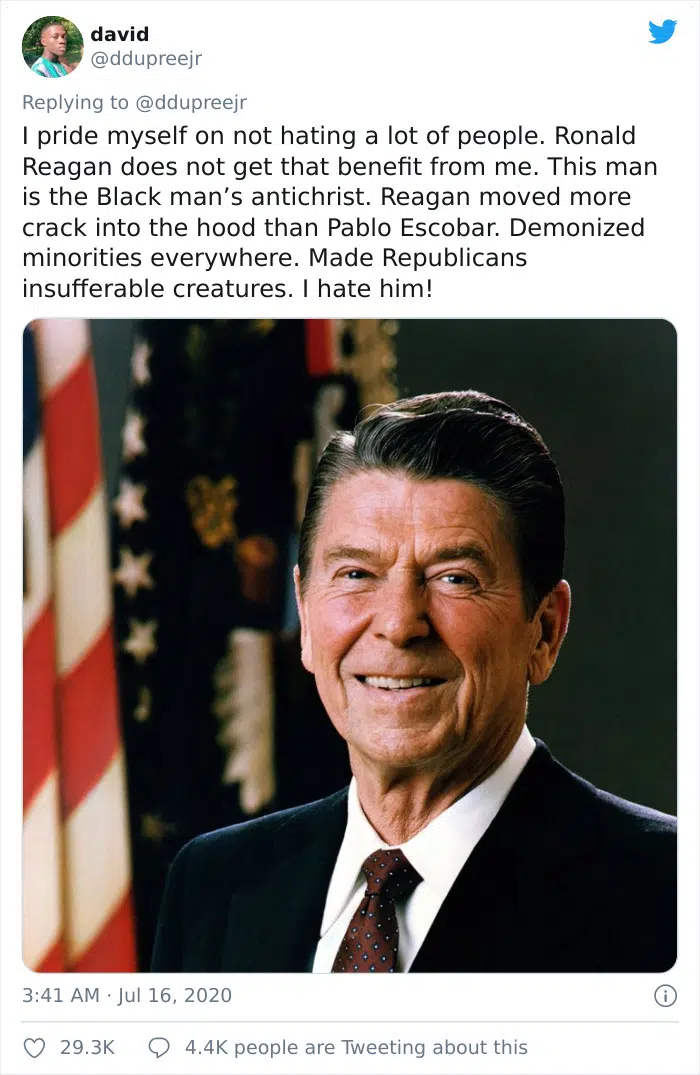 david
@ddupreejr
Replying to @ddupreejr
I pride myself on not hating a lot of people. Ronald
Reagan does not get that benefit from me. This man
is the Black man’s antichrist. Reagan moved more
crack into the hood than Pablo Escobar. Demonized
minorities everywhere. Made Republicans
insufferable creatures. I hate him!
3:41 AM · Jul 16, 2020
29.3K
4.4K people are Tweeting about this